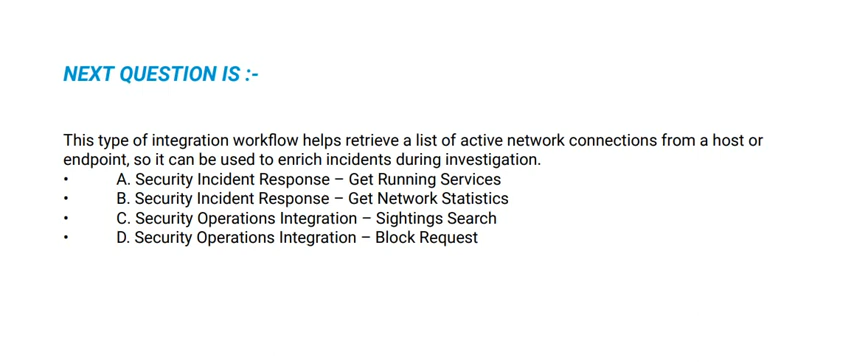 NEXT QUESTION IS :-
This type of integration workflow helps retrieve a list of active network connections from a host or
endpoint, so it can be used to enrich incidents during investigation.
• A. Security Incident Response – Get Running Services
• B. Security Incident Response – Get Network Statistics
• C. Security Operations Integration – Sightings Search
• D. Security Operations Integration – Block Request